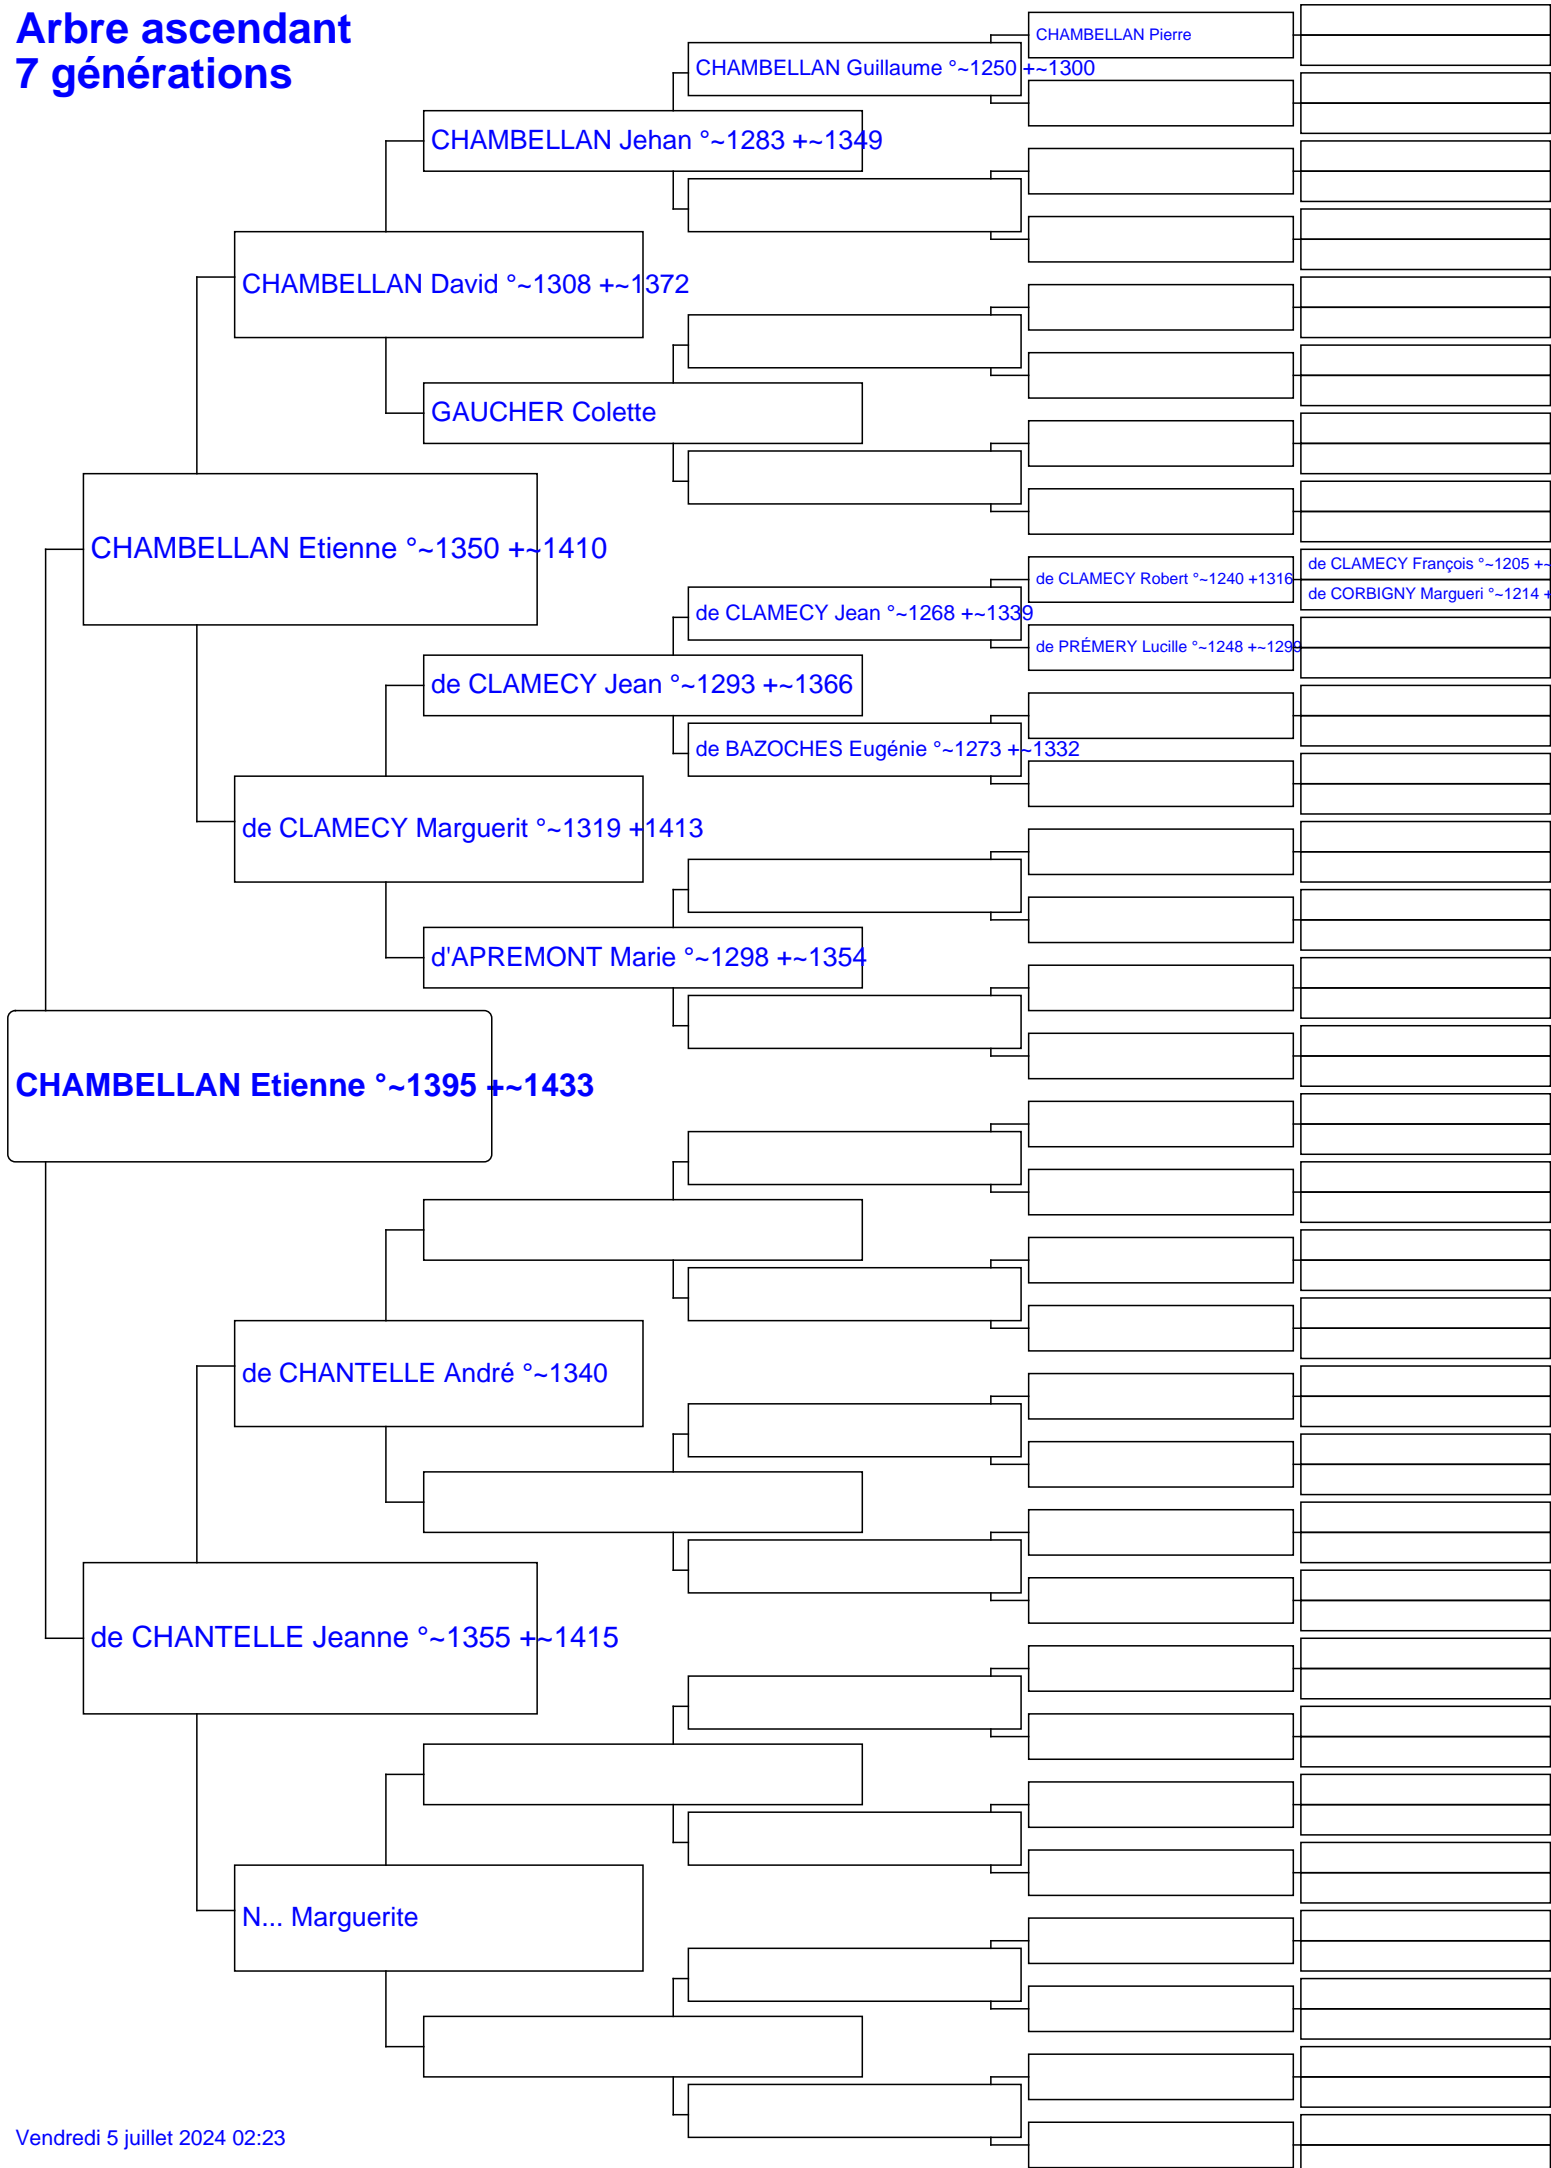 Arbre ascendant
7 générations
CHAMBELLAN Pierre
CHAMBELLAN Guillaume °~1250 +~1300
CHAMBELLAN Jehan °~1283 +~1349
CHAMBELLAN David °~1308 +~1372
GAUCHER Colette
CHAMBELLAN Etienne °~1350 +~1410
de CLAMECY François °~1205 +~
de CLAMECY Robert °~1240 +1316
de CORBIGNY Margueri °~1214 +
de CLAMECY Jean °~1268 +~1339
de PRÉMERY Lucille °~1248 +~1299
de CLAMECY Jean °~1293 +~1366
de BAZOCHES Eugénie °~1273 +~1332
de CLAMECY Marguerit °~1319 +1413
d'APREMONT Marie °~1298 +~1354
CHAMBELLAN Etienne °~1395 +~1433
de CHANTELLE André °~1340
de CHANTELLE Jeanne °~1355 +~1415
N... Marguerite
Vendredi 5 juillet 2024 02:23